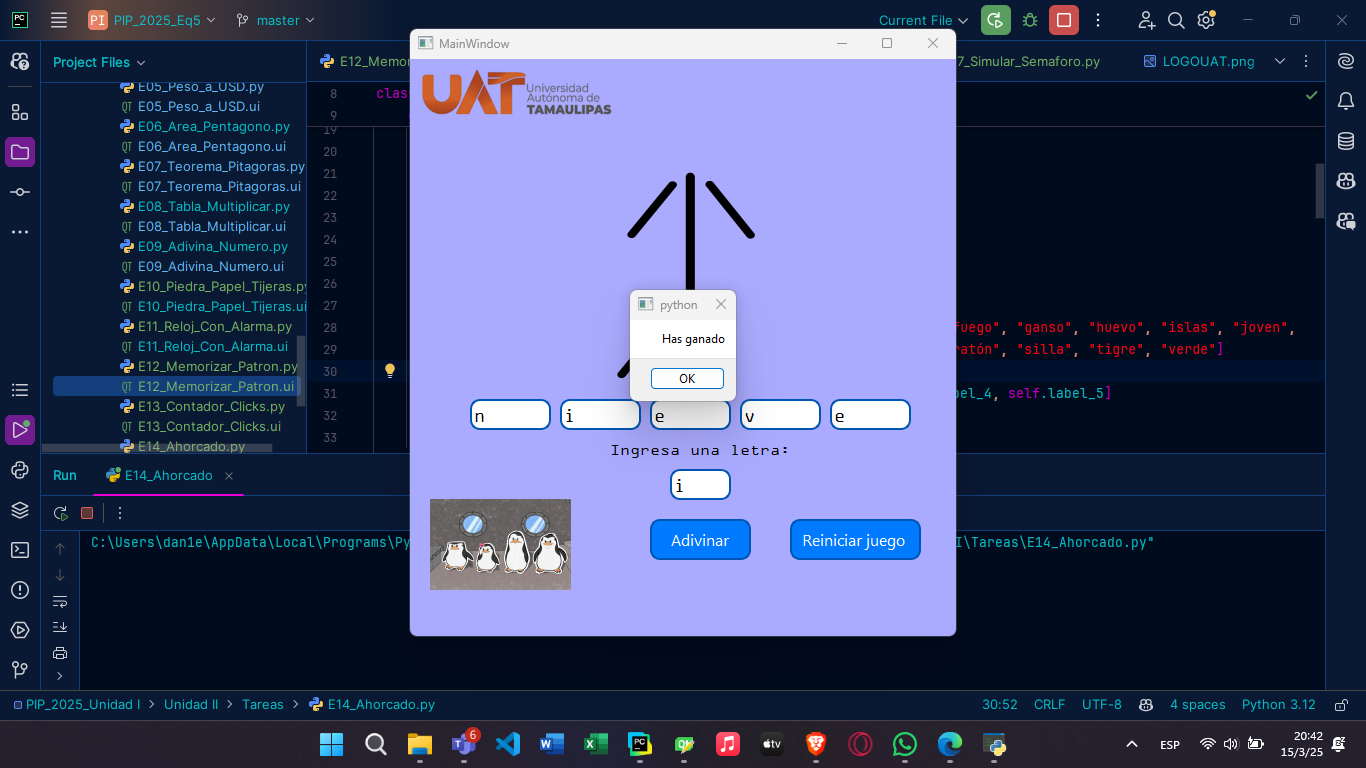 PC
PI PIP_2025_Eq5
master
Current File
Project Files
E05_Peso_a_USD.py
E05_Peso_a_USD.ui
E06_Area_Pentagono.py
E06_Area_Pentagono.ui
E07_Teorema_Pitagoras.py
E07_Teorema_Pitagoras.ui
E08_Tabla_Multiplicar.py
E08_Tabla_Multiplicar.ui
E09_Adivina_Numero.py
E09_Adivina_Numero.ui
E10_Piedra_Papel_Tijeras.py
E10_Piedra_Papel_Tijeras.ui
E11_Reloj_Con_Alarma.py
E11_Reloj_Con_Alarma.ui
E12_Memorizar_Patron.py
E12_Memorizar_Patron.ui
E13_Contador_Clicks.py
E13_Contador_Clicks.ui
E14_Ahorcado.py
E12_Memor
7_Simular_Semaforo.py
LOGOUAT.png
8 clas
9
19
20
21
22
23
24
25
26
27
28 fuego", "ganso", "huevo", "islas", "joven",
29 atón", "silla", "tigre", "verde"]
30
31 bel_4, self.label_5]
32
33
MainWindow
UAT Universidad
Autónoma de
TAMAULIPAS
python
Has ganado
OK
n i e v e
Ingresa una letra:
i
Adivinar
Reiniciar juego
Run
E14_Ahorcado
C:\Users\dan1e\AppData\Local\Programs\Py
I\Tareas\E14_Ahorcado.py"
PIP_2025_Unidad I > Unidad II > Tareas > E14_Ahorcado.py
30:52 CRLF UTF-8 4 spaces Python 3.12
6
ESP
20:42
15/3/25